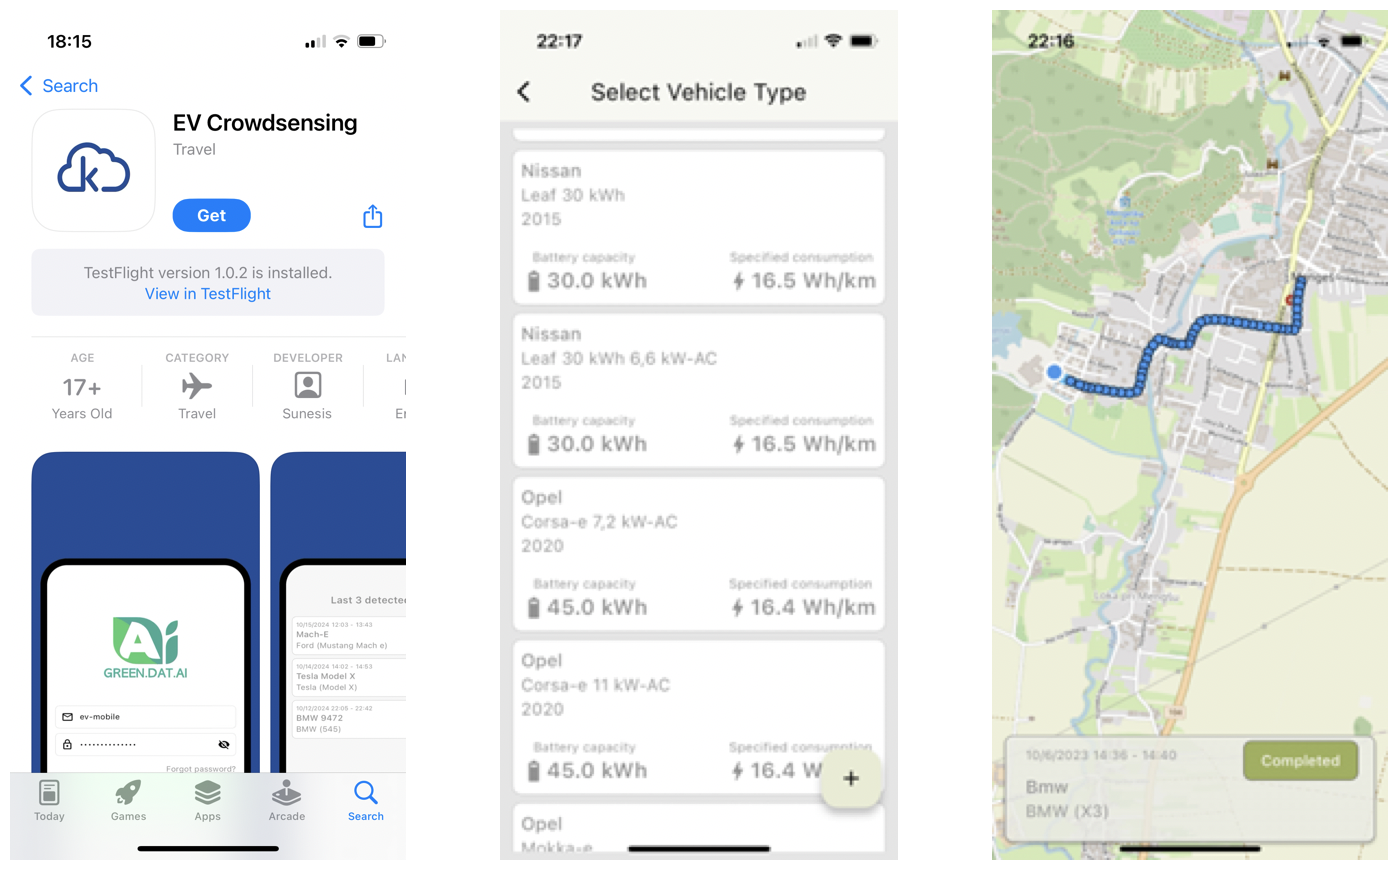 18:15
Search
EV Crowdsensing
Travel
Get
TestFlight version 1.0.2 is installed.
View in TestFlight
AGE
17+
Years Old
CATEGORY
Travel
DEVELOPER
Sunesis
LAN
En
GREEN.DAT.AI
ev-mobile
Forgot password?
Last 3 detected
10/15/2024 12:03 - 13:43
Mach-E
Ford (Mustang Mach e)
10/14/2024 14:02 - 14:53
Tesla Model X
Tesla (Model X)
10/12/2024 22:06 - 22:42
BMW 9472
BMW (545)
Today
Games
Apps
Arcade
Search
22:17
Select Vehicle Type
Nissan
Leaf 30 kWh
2015
Battery capacity
30.0 kWh
Specified consumption
16.5 Wh/km
Nissan
Leaf 30 kWh 6,6 kW-AC
2015
Battery capacity
30.0 kWh
Specified consumption
16.5 Wh/km
Opel
Corsa-e 7,2 kW-AC
2020
Battery capacity
45.0 kWh
Specified consumption
16.4 Wh/km
Opel
Corsa-e 11 kW-AC
2020
Battery capacity
45.0 kWh
Specified consumption
16.4 W
+
Opel
Mokka-e
22:16
Mengeš
Loka pri Mengšu
104
10/6/2023 14:36 - 14:40
Completed
Bmw
BMW (X3)